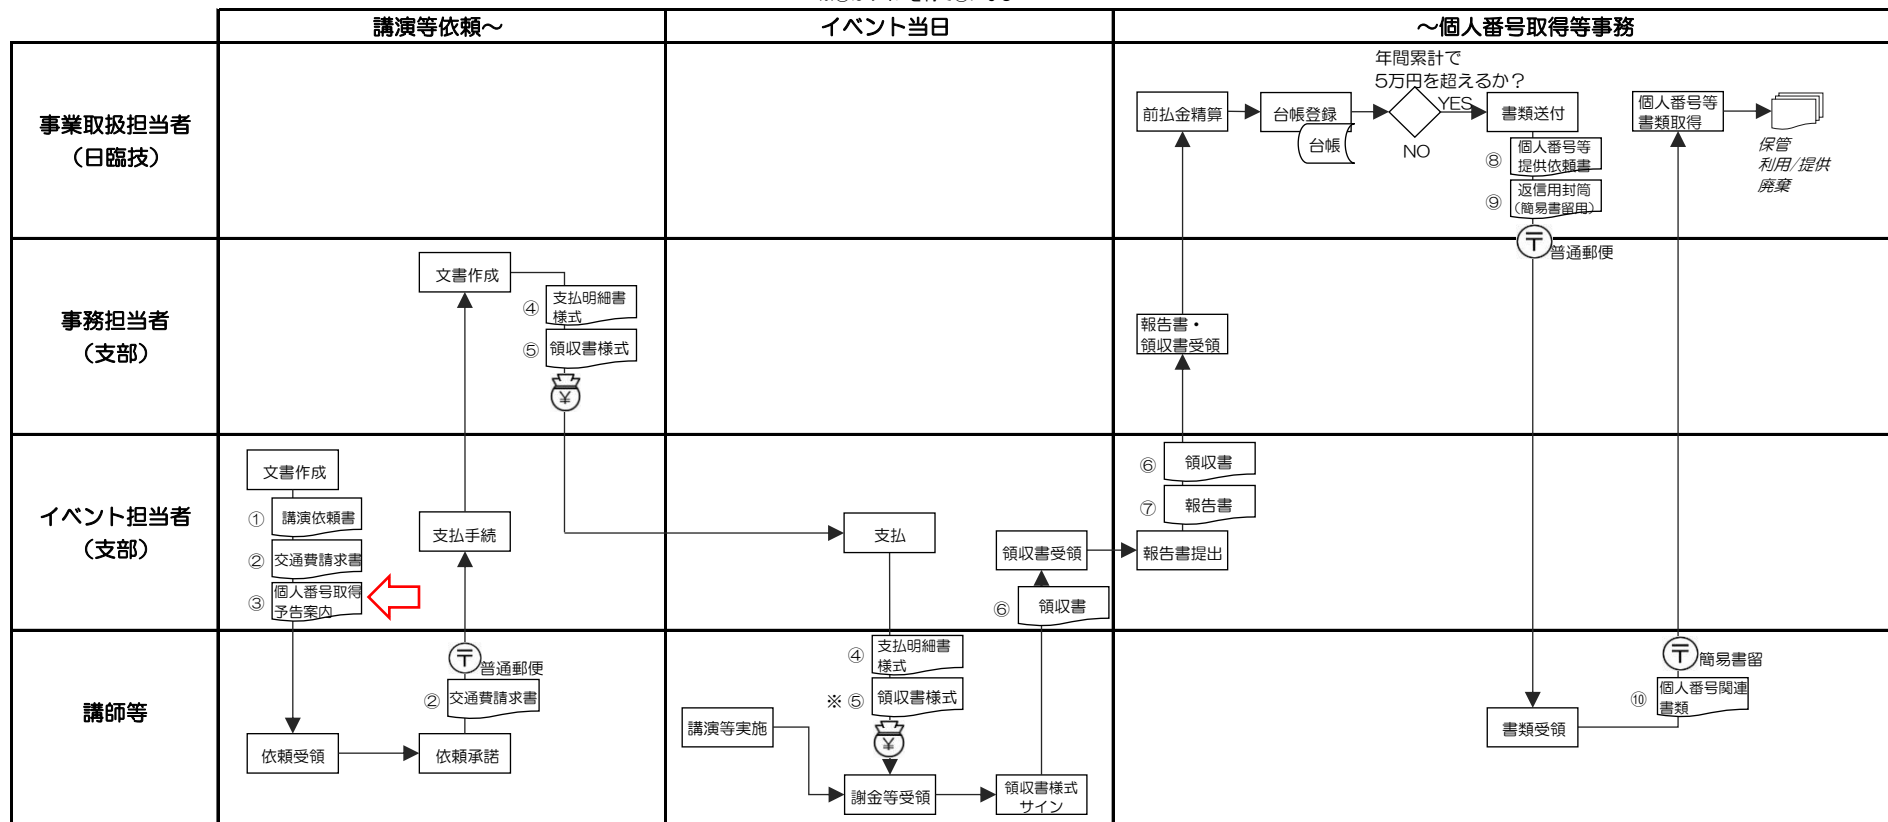 講演等依頼～
イベント当日
～個人番号取得等事務
事業取扱担当者
（日臨技）
前払金精算
台帳登録
台帳
年間累計で
5万円を超えるか？
YES
NO
書類送付
⑧
個人番号等
提供依頼書
⑨
返信用封筒
（簡易書留用）
〒
普通郵便
個人番号等
書類取得
保管
利用/提供
廃棄
事務担当者
（支部）
文書作成
④
支払明細書
様式
⑤
領収書様式
¥
報告書・
領収書受領
イベント担当者
（支部）
文書作成
①
講演依頼書
②
交通費請求書
③
個人番号取得
予告案内
支払手続
支払
領収書受領
⑥
領収書
⑥
領収書
⑦
報告書
報告書提出
講師等
依頼受領
〒
普通郵便
②
交通費請求書
依頼承諾
講演等実施
④
支払明細書
様式
※⑤
領収書様式
¥
謝金等受領
領収書様式
サイン
書類受領
〒
簡易書留
⑩
個人番号関連
書類